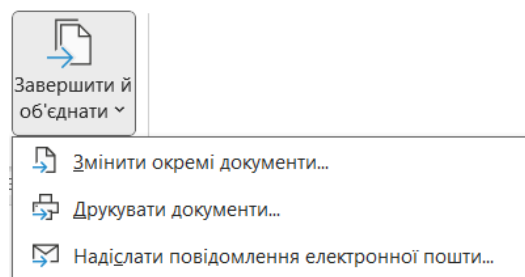 Завершити й
об'єднати
Змінити окремі документи...
Друкувати документи...
Надіслати повідомлення електронної пошти...